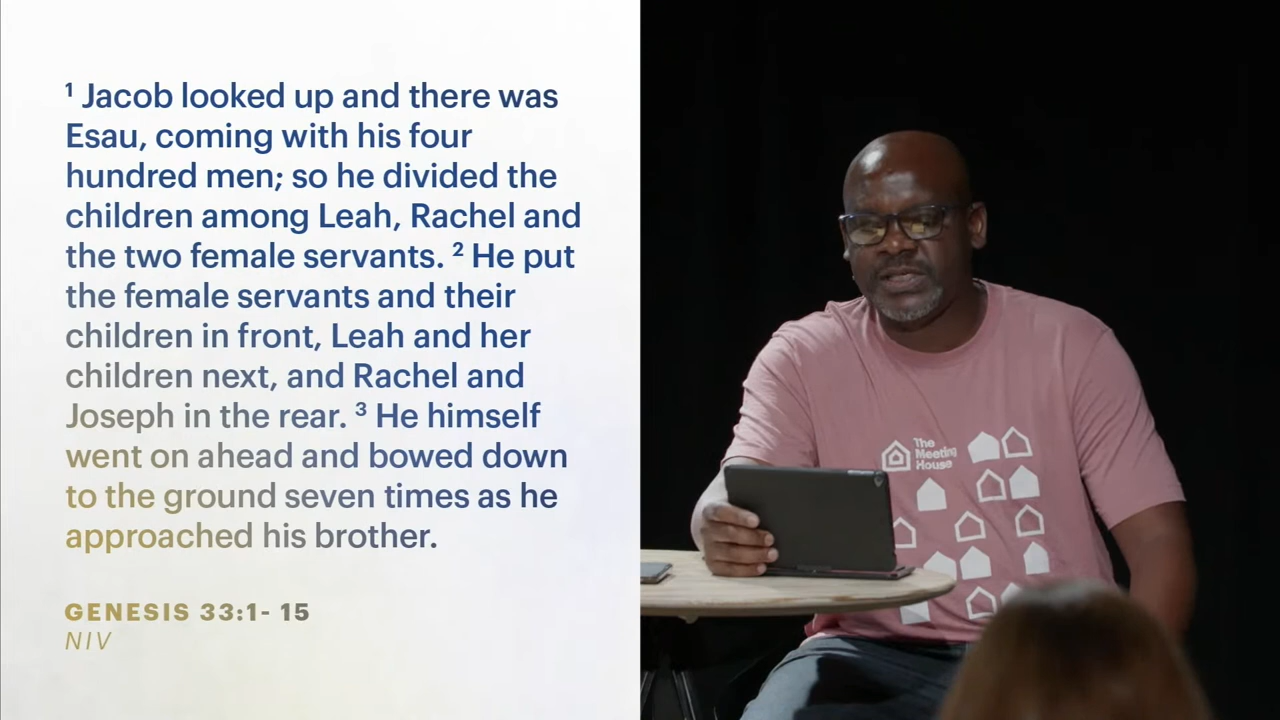 ¹ Jacob looked up and there was
Esau, coming with his four
hundred men; so he divided the
children among Leah, Rachel and
the two female servants. ² He put
the female servants and their
children in front, Leah and her
children next, and Rachel and
Joseph in the rear. ³ He himself
went on ahead and bowed down
to the ground seven times as he
approached his brother.
GENESIS 33:1- 15
NIV
The
Meeting
House